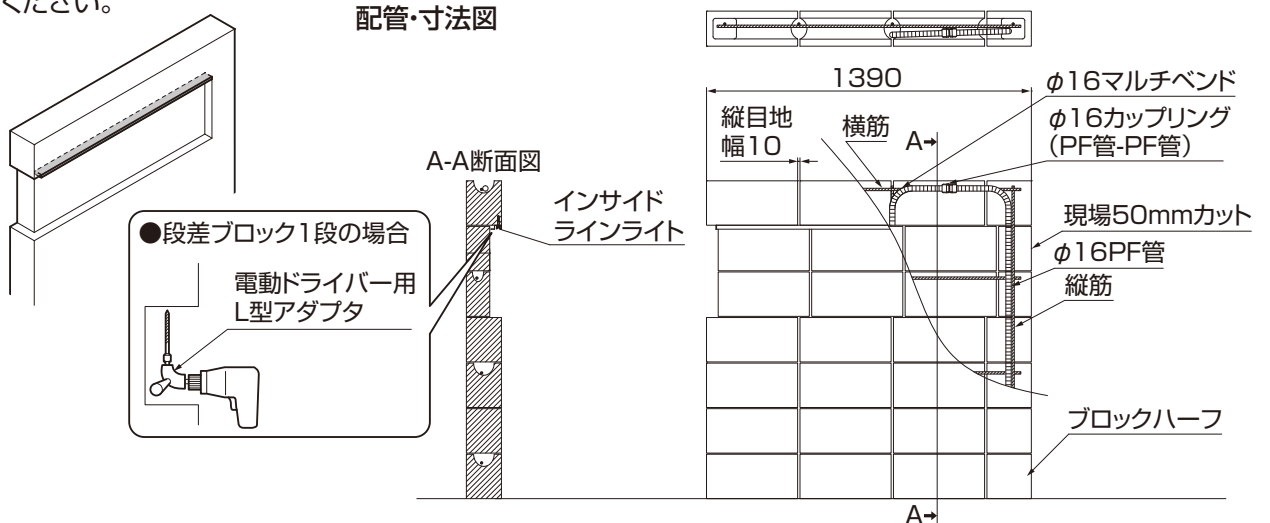 ください。
配管・寸法図
1390
φ16マルチベンド
φ16カップリング
（PF管-PF管）
縦目地
幅10
横筋
A
A-A断面図
インサイド
ラインライト
現場50mmカット
φ16PF管
縦筋
●段差ブロック1段の場合
電動ドライバー用
L型アダプタ
ブロックハーフ
A